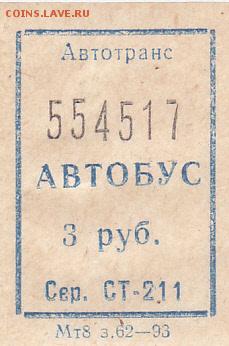 COINS.LAVE.RU
Автотранс
554517
АВТОБУС
3 руб.
Сер. СТ-211
Мт8 з.62—93